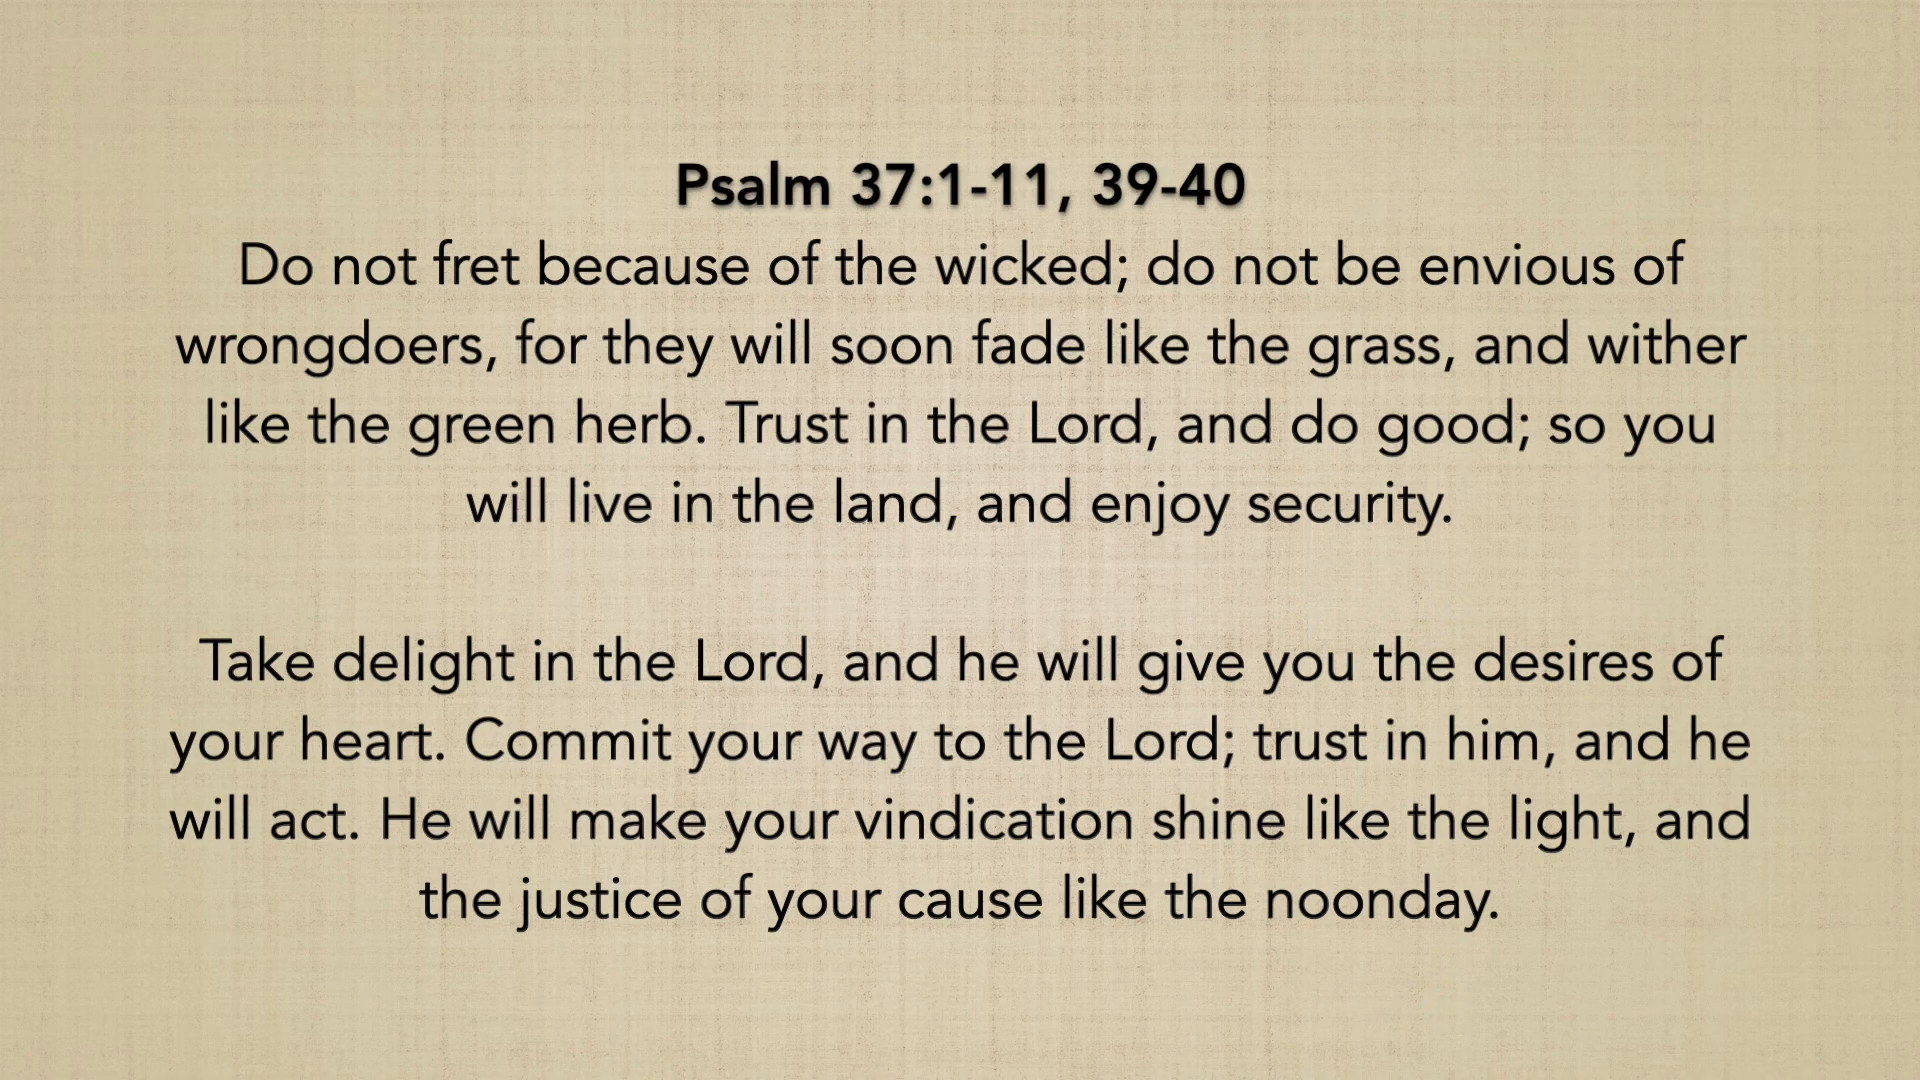 Psalm 37:1-11, 39-40
Do not fret because of the wicked; do not be envious of
wrongdoers, for they will soon fade like the grass, and wither
like the green herb. Trust in the Lord, and do good; so you
will live in the land, and enjoy security.
Take delight in the Lord, and he will give you the desires of
your heart. Commit your way to the Lord; trust in him, and he
will act. He will make your vindication shine like the light, and
the justice of your cause like the noonday.